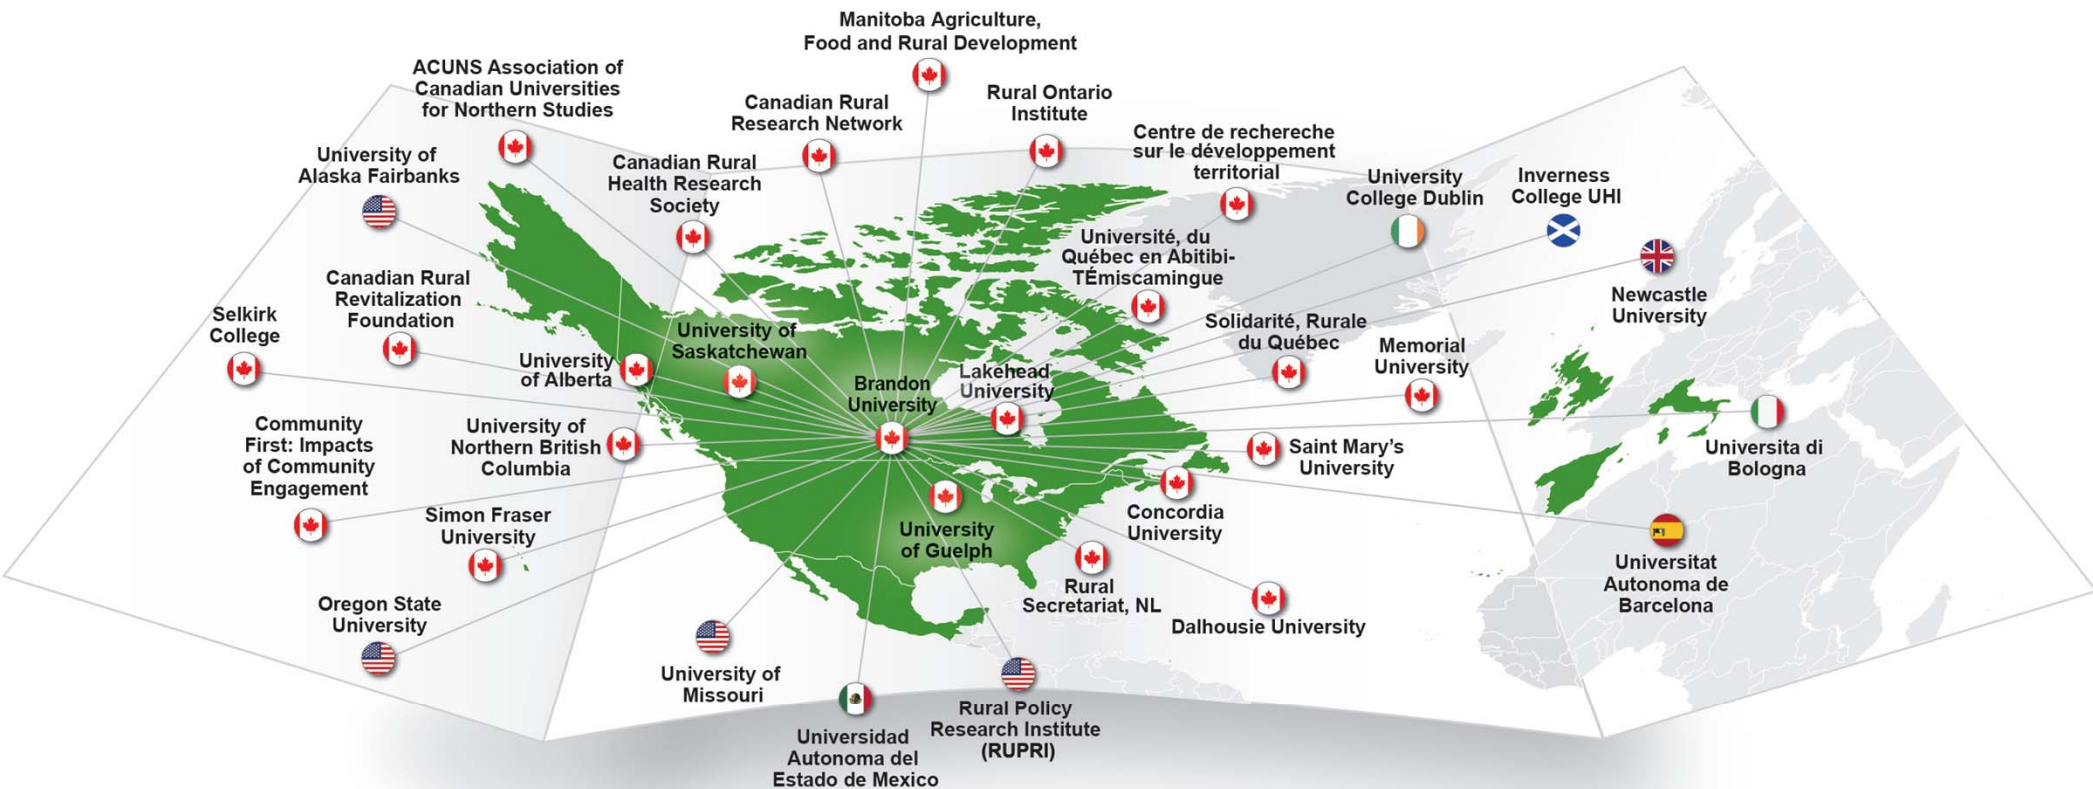 Manitoba Agriculture,
Food and Rural Development
ACUNS Association of
Canadian Universities
for Northern Studies
Canadian Rural
Research Network
Rural Ontario
Institute
Centre de rechereche
sur le développement
territorial
University of
Alaska Fairbanks
Canadian Rural
Health Research
Society
University
College Dublin
Inverness
College UHI
Université, du
Québec en Abitibi-
TÉmiscamingue
Canadian Rural
Revitalization
Foundation
Newcastle
University
Selkirk
College
University of
Saskatchewan
Solidarité, Rurale
du Québec
Memorial
University
University
of Alberta
Brandon
University
Lakehead
University
Community
First: Impacts
of Community
Engagement
University of
Northern British
Columbia
Saint Mary's
University
Universita di
Bologna
Simon Fraser
University
University
of Guelph
Concordia
University
Universitat
Autonoma de
Barcelona
Rural
Secretariat, NL
Oregon State
University
Dalhousie University
University of
Missouri
Rural Policy
Research Institute
(RUPRI)
Universidad
Autonoma del
Estado de Mexico